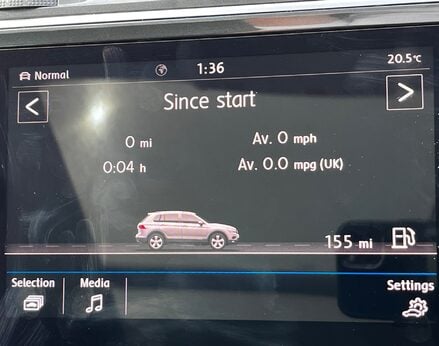 Normal 1:36 20.5°C
< Since start >
0 mi Av. 0 mph
0:04 h Av. 0.0 mpg (UK)
155 mi
Selection Media Settings